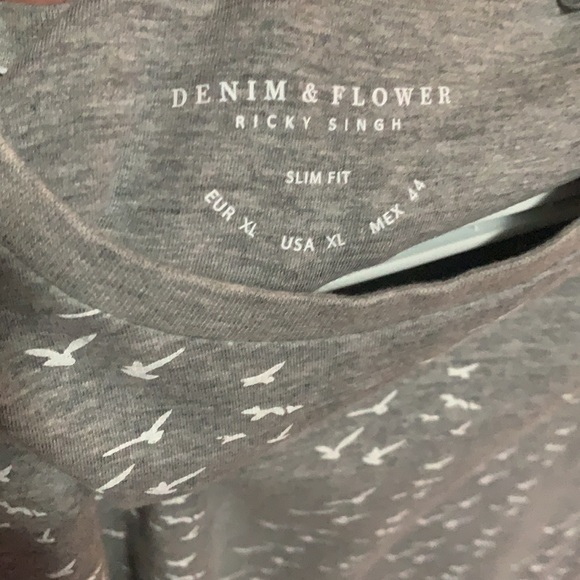 DENIM & FLOWER
RICKY SINGH
SLIM FIT
EUR XL USA XL MEX 44